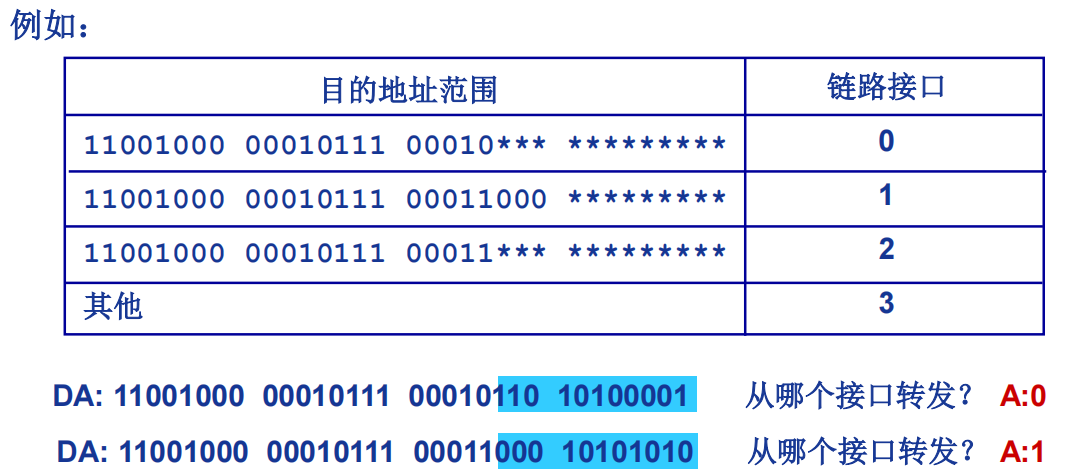 例如：
目的地址范围 链路接口
11001000 00010111 00010*** ********* 0
11001000 00010111 00011000 ********* 1
11001000 00010111 00011*** ********* 2
其他 3
DA: 11001000 00010111 00010110 10100001 从哪个接口转发？ A:0
DA: 11001000 00010111 00011000 10101010 从哪个接口转发？ A:1